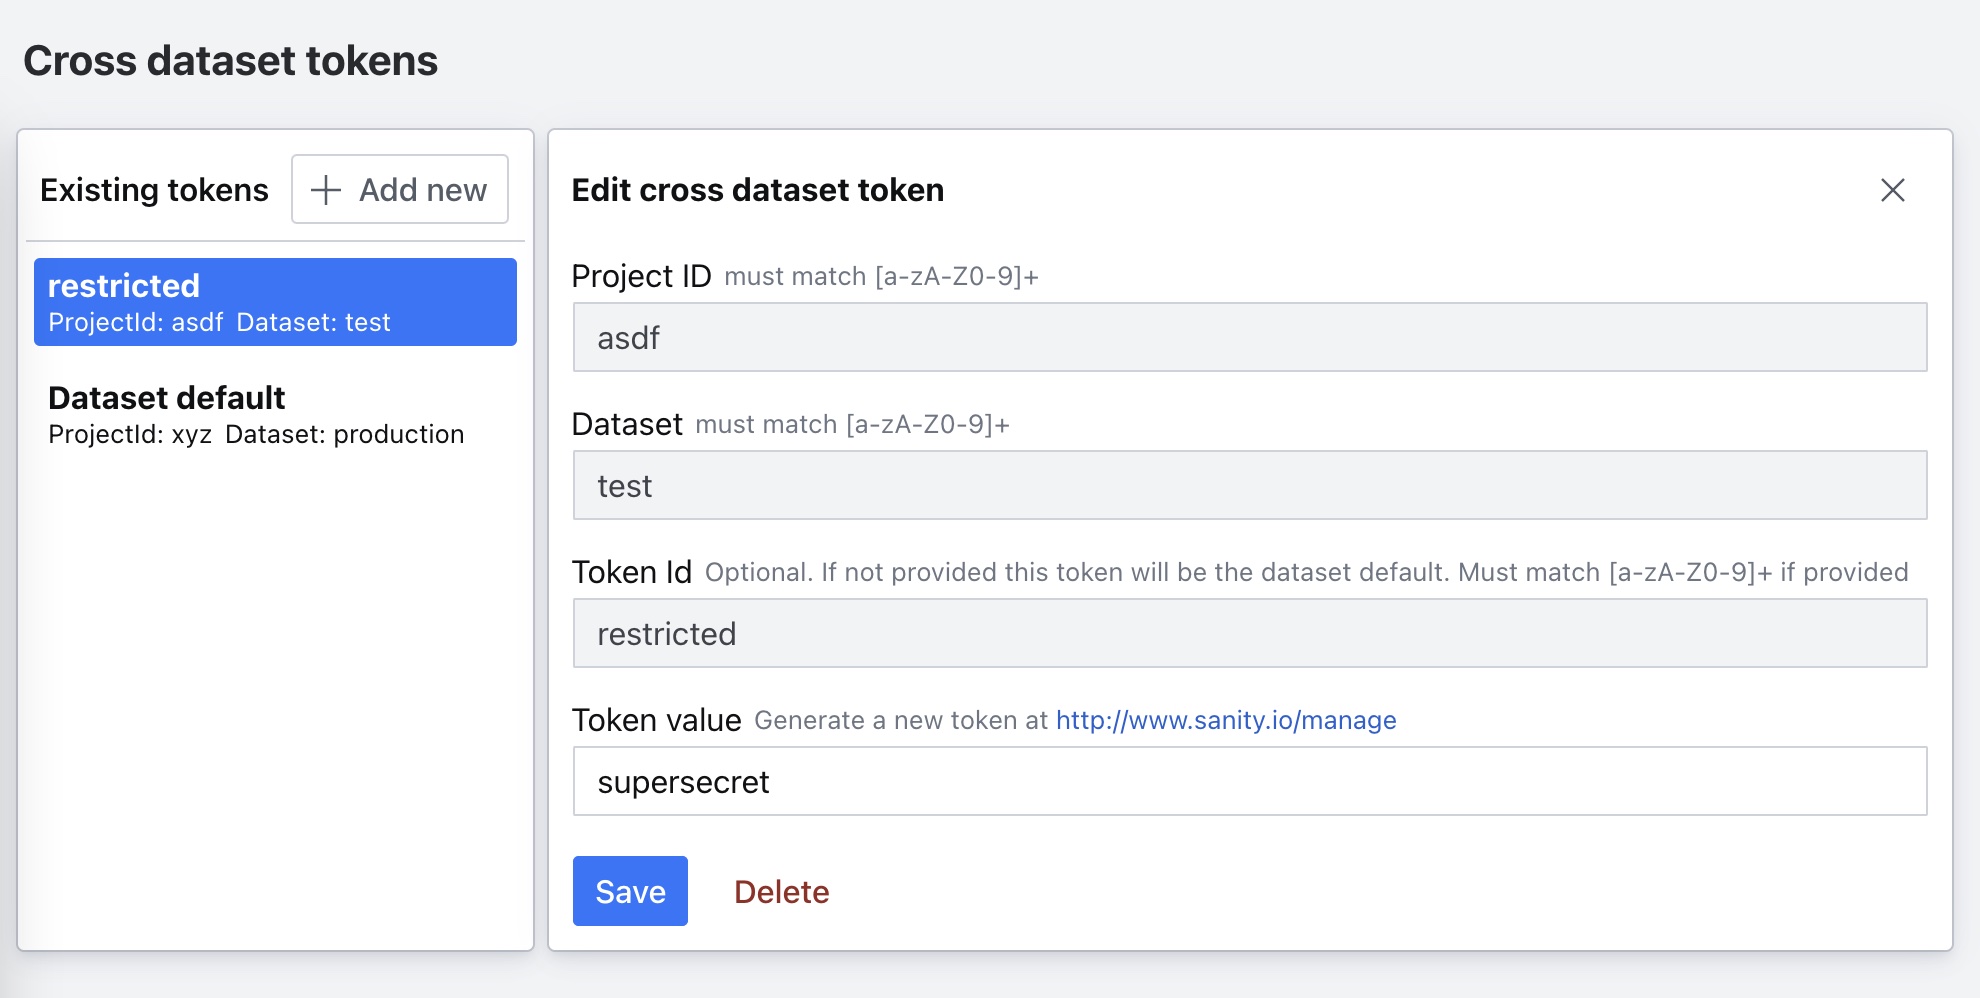 Cross dataset tokens
Existing tokens
Add new
restricted
ProjectId: asdf Dataset: test
Dataset default
ProjectId: xyz Dataset: production
Edit cross dataset token
Project ID must match [a-zA-Z0-9]+
asdf
Dataset must match [a-zA-Z0-9]+
test
Token Id Optional. If not provided this token will be the dataset default. Must match [a-zA-Z0-9]+ if provided
restricted
Token value Generate a new token at http://www.sanity.io/manage
supersecret
Save Delete